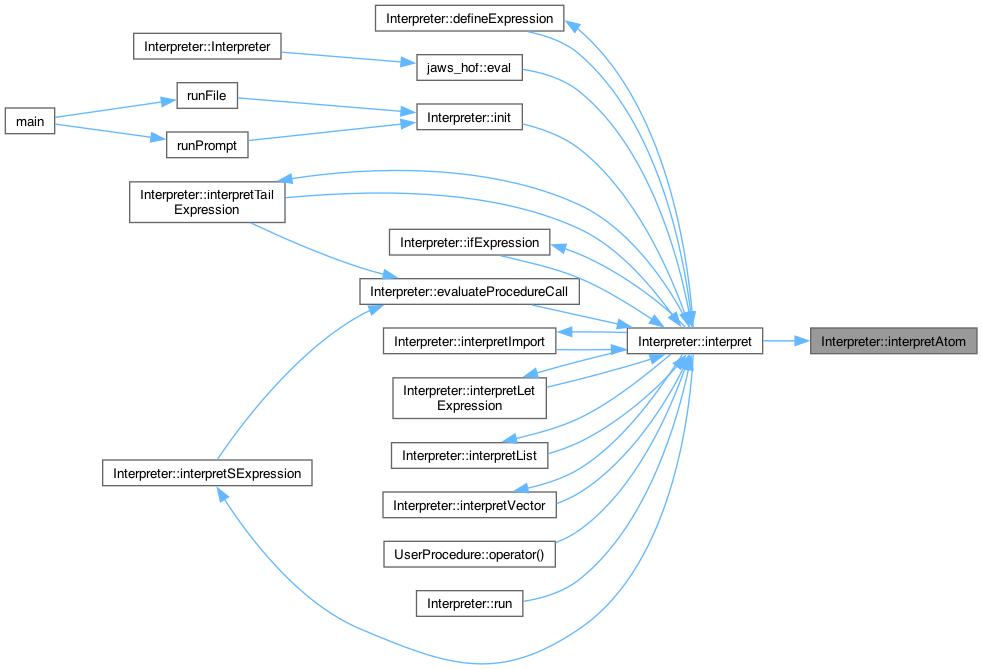 Interpreter::defineExpression
Interpreter::Interpreter
jaws_hof::eval
runFile
main
Interpreter::init
runPrompt
Interpreter::interpretTail
Expression
Interpreter::ifExpression
Interpreter::evaluateProcedureCall
Interpreter::interpretImport
Interpreter::interpret
Interpreter::interpretAtom
Interpreter::interpretLet
Expression
Interpreter::interpretList
Interpreter::interpretSExpression
Interpreter::interpretVector
UserProcedure::operator()
Interpreter::run